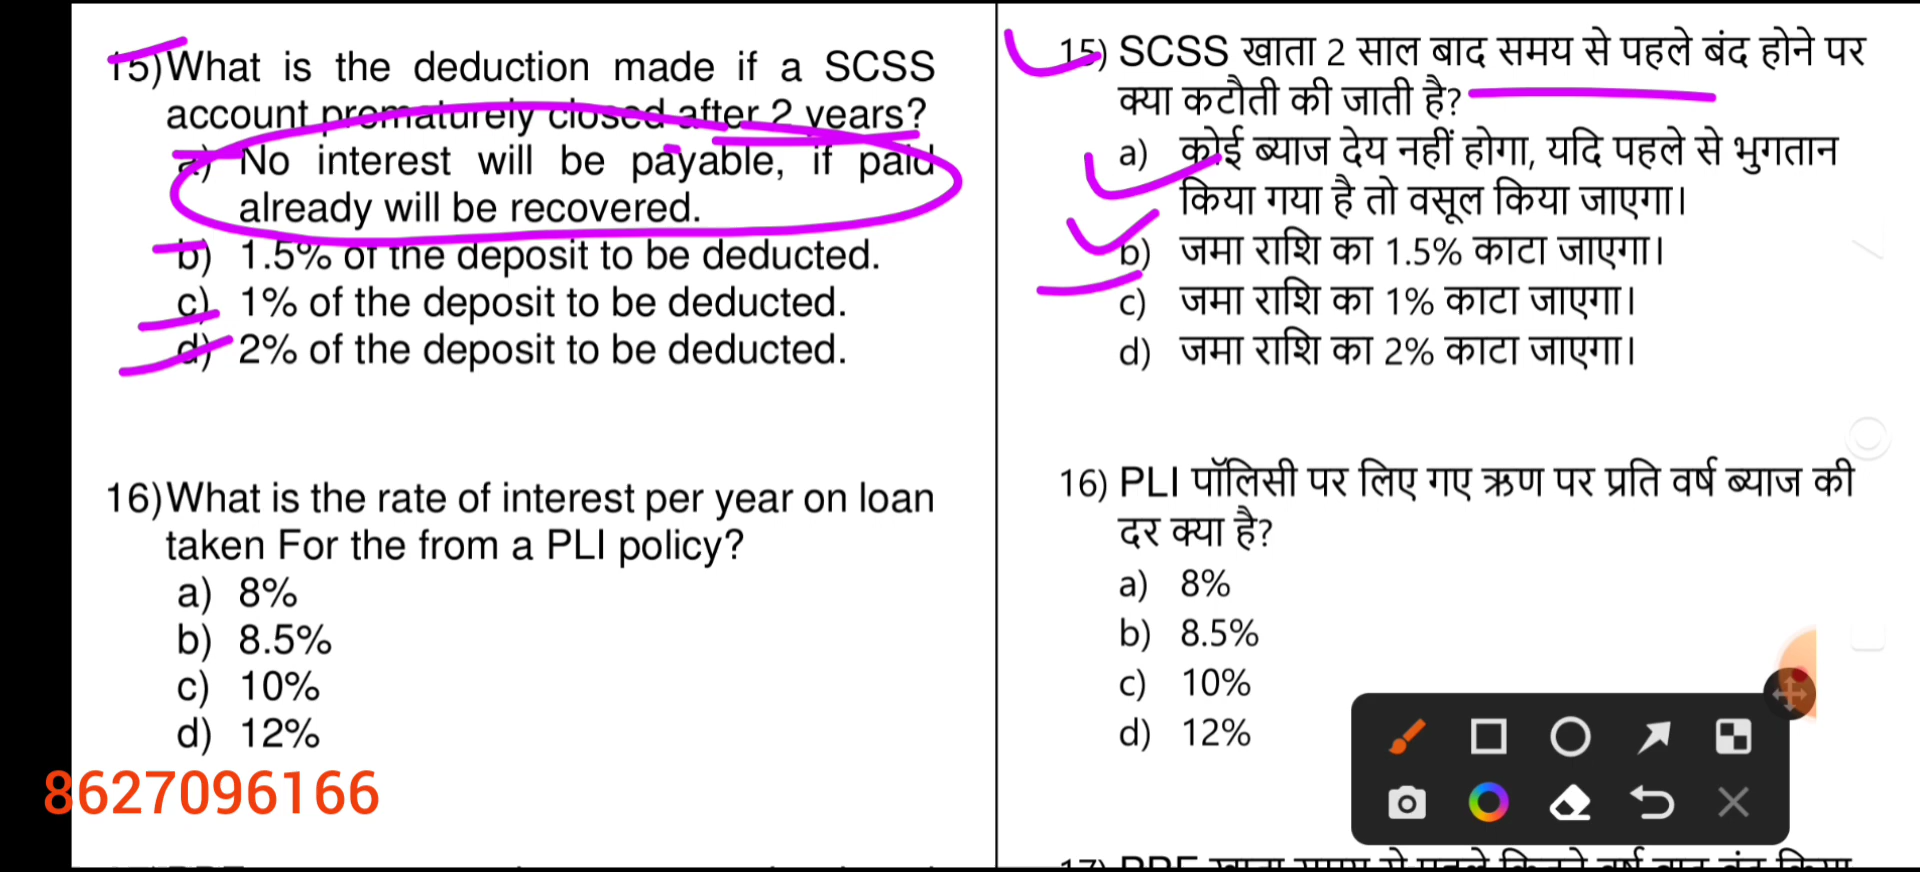 15)What is the deduction made if a SCSS
account prematurely closed after 2 years?
a) No interest will be payable, if paid
already will be recovered.
b) 1.5% of the deposit to be deducted.
c) 1% of the deposit to be deducted.
d) 2% of the deposit to be deducted.
16)What is the rate of interest per year on loan
taken For the from a PLI policy?
a) 8%
b) 8.5%
c) 10%
d) 12%
8627096166
15) SCSS खाता 2 साल बाद समय से पहले बंद होने पर
क्या कटौती की जाती है?
a) कोई ब्याज देय नहीं होगा, यदि पहले से भुगतान
किया गया है तो वसूल किया जाएगा।
b) जमा राशि का 1.5% काटा जाएगा।
c) जमा राशि का 1% काटा जाएगा।
d) जमा राशि का 2% काटा जाएगा।
16) PLI पॉलिसी पर लिए गए ऋण पर प्रति वर्ष ब्याज की
दर क्या है?
a) 8%
b) 8.5%
c) 10%
d) 12%